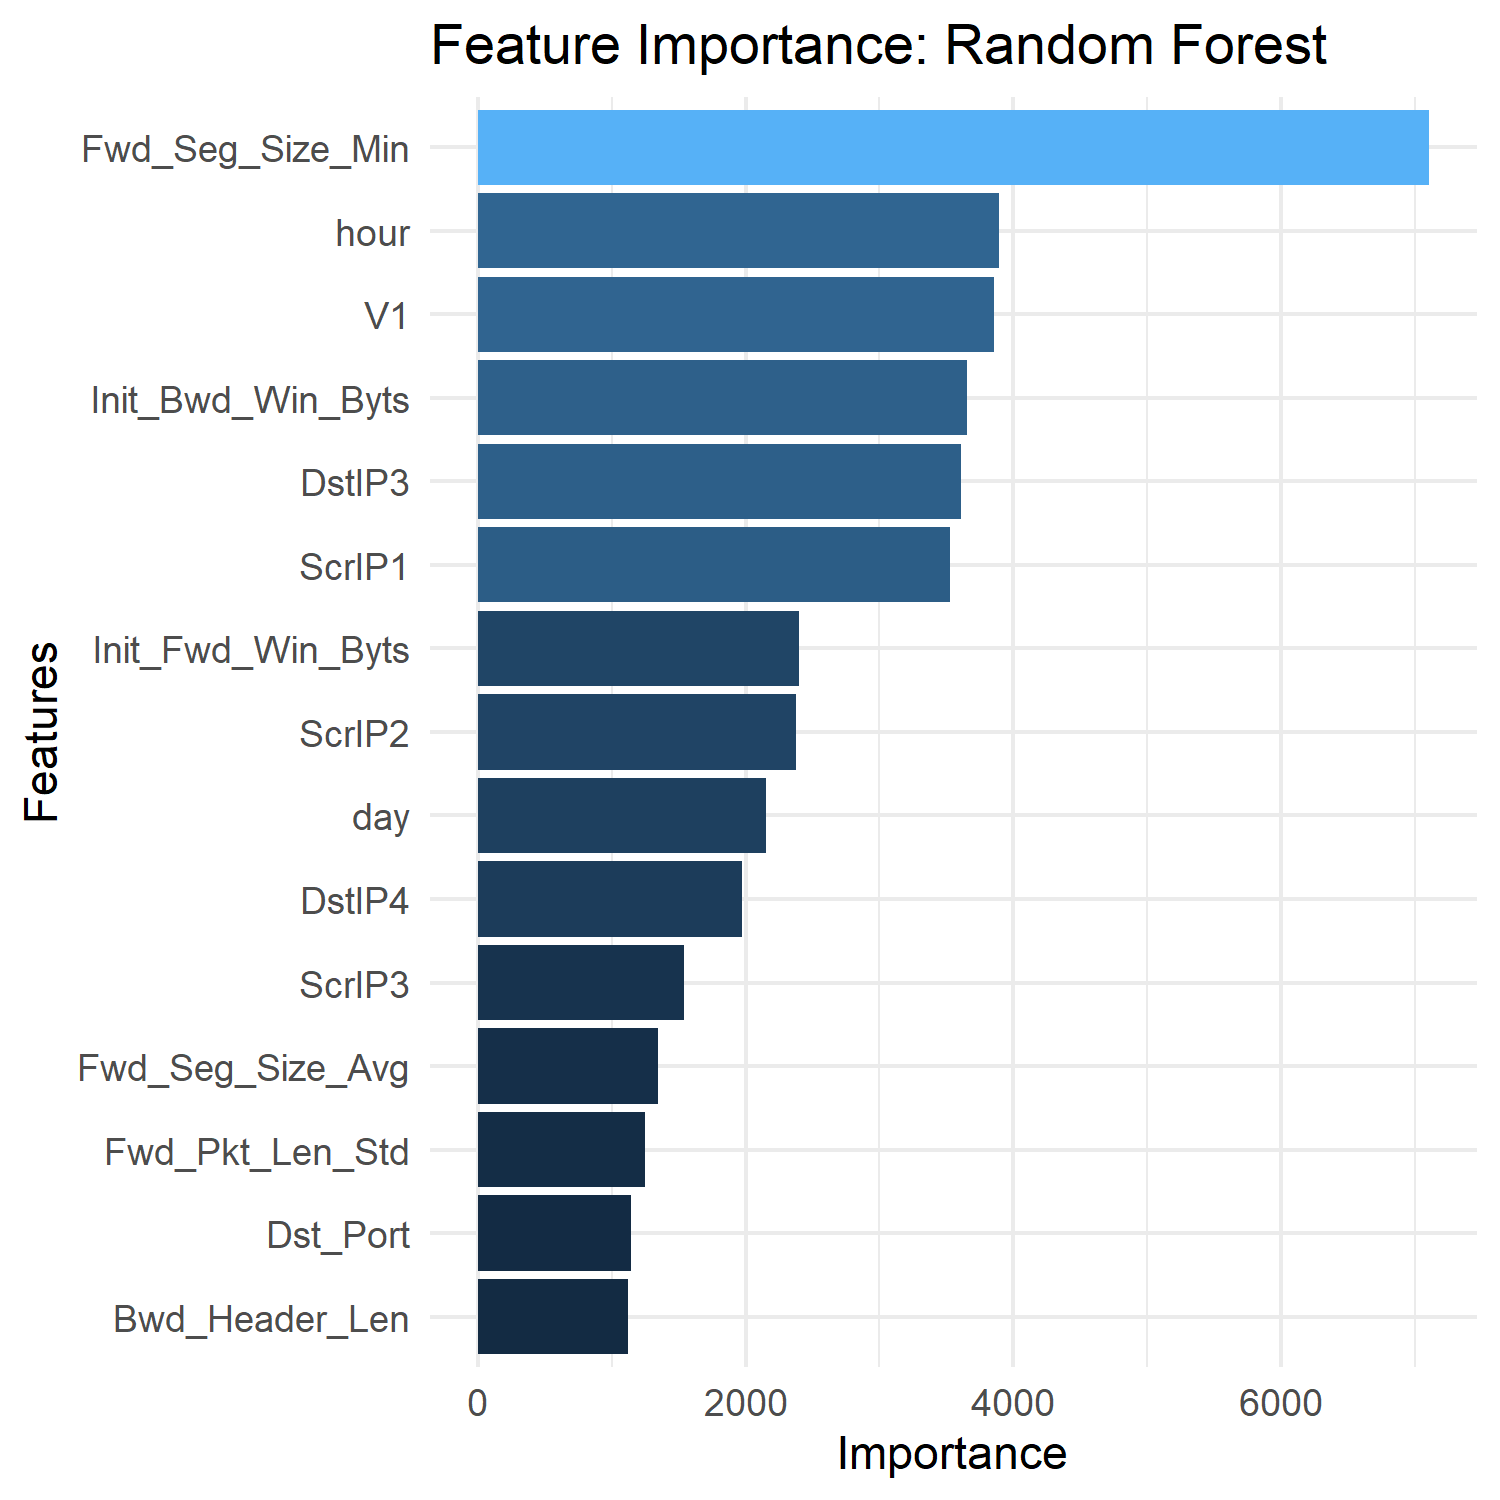 Feature Importance: Random Forest
Features
Fwd_Seg_Size_Min
hour
V1
Init_Bwd_Win_Byts
DstIP3
ScrIP1
Init_Fwd_Win_Byts
ScrIP2
day
DstIP4
ScrIP3
Fwd_Seg_Size_Avg
Fwd_Pkt_Len_Std
Dst_Port
Bwd_Header_Len
0 2000 4000 6000
Importance